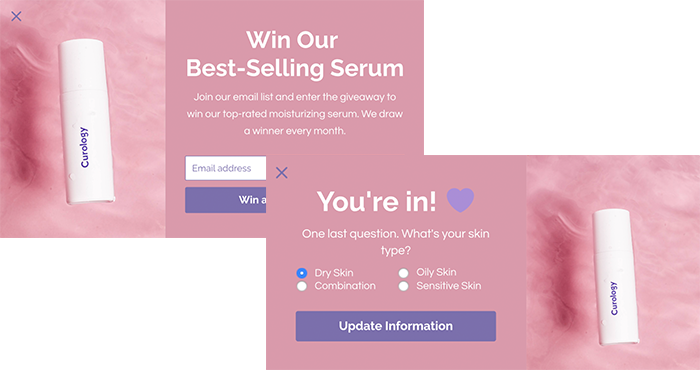 Win Our
Best-Selling Serum
Join our email list and enter the giveaway to
win our top-rated moisturizing serum. We draw
a winner every month.
Email address
Win a
Curology
You're in!
One last question. What's your skin
type?
Dry Skin
Oily Skin
Combination
Sensitive Skin
Update Information
Curology